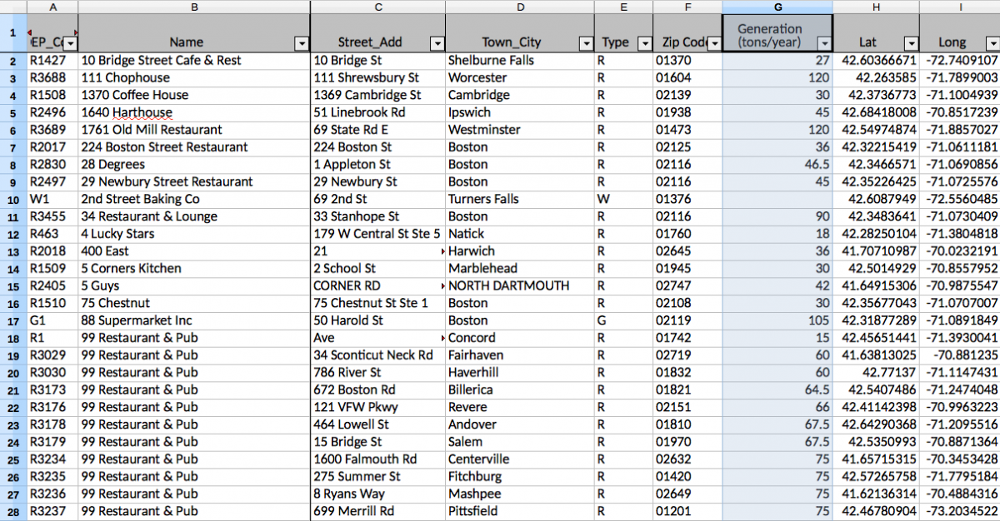 A B C D E F G H I
1 EP_Co Name Street_Add Town_City Type Zip Code Generation (tons/year) Lat Long
2 R1427 10 Bridge Street Cafe & Rest 10 Bridge St Shelburne Falls R 01370 27 42.60366671 -72.7409107
3 R3688 111 Chophouse 111 Shrewsbury St Worcester R 01604 120 42.263585 -71.7899003
4 R1508 1370 Coffee House 1369 Cambridge St Cambridge R 02139 30 42.3736773 -71.1004939
5 R2496 1640 Harthouse 51 Linebrook Rd Ipswich R 01938 45 42.68418008 -70.8517239
6 R3689 1761 Old Mill Restaurant 69 State Rd E Westminster R 01473 120 42.54974874 -71.8857027
7 R2017 224 Boston Street Restaurant 224 Boston St Boston R 02125 36 42.32215419 -71.0611181
8 R2830 28 Degrees 1 Appleton St Boston R 02116 46.5 42.3466571 -71.0690856
9 R2497 29 Newbury Street Restaurant 29 Newbury St Boston R 02116 45 42.35226425 -71.0725576
10 W1 2nd Street Baking Co 69 2nd St Turners Falls W 01376 42.6087949 -72.5560485
11 R3455 34 Restaurant & Lounge 33 Stanhope St Boston R 02116 90 42.3483641 -71.0730409
12 R463 4 Lucky Stars 179 W Central St Ste 5 Natick R 01760 18 42.28250104 -71.3804818
13 R2018 400 East 21 Harwich R 02645 36 41.70710987 -70.0232191
14 R1509 5 Corners Kitchen 2 School St Marblehead R 01945 30 42.5014929 -70.8557952
15 R2405 5 Guys CORNER RD NORTH DARTMOUTH R 02747 42 41.64915306 -70.9875547
16 R1510 75 Chestnut 75 Chestnut St Ste 1 Boston R 02108 30 42.35677043 -71.0707007
17 G1 88 Supermarket Inc 50 Harold St Boston G 02119 105 42.31877289 -71.0891849
18 R1 99 Restaurant & Pub Ave Concord R 01742 15 42.45651441 -71.3930041
19 R3029 99 Restaurant & Pub 34 Sconticut Neck Rd Fairhaven R 02719 60 41.63813025 -70.881235
20 R3030 99 Restaurant & Pub 786 River St Haverhill R 01832 60 42.77137 -71.1147431
21 R3173 99 Restaurant & Pub 672 Boston Rd Billerica R 01821 64.5 42.5407486 -71.2474048
22 R3176 99 Restaurant & Pub 121 VFW Pkwy Revere R 02151 66 42.41142398 -70.9963223
23 R3178 99 Restaurant & Pub 464 Lowell St Andover R 01810 67.5 42.64290368 -71.2095516
24 R3179 99 Restaurant & Pub 15 Bridge St Salem R 01970 67.5 42.5350993 -70.8871364
25 R3234 99 Restaurant & Pub 1600 Falmouth Rd Centerville R 02632 75 41.65715315 -70.3453428
26 R3235 99 Restaurant & Pub 275 Summer St Fitchburg R 01420 75 42.57265758 -71.7795184
27 R3236 99 Restaurant & Pub 8 Ryans Way Mashpee R 02649 75 41.62136314 -70.4884316
28 R3237 99 Restaurant & Pub 699 Merrill Rd Pittsfield R 01201 75 42.46780904 -73.2034522